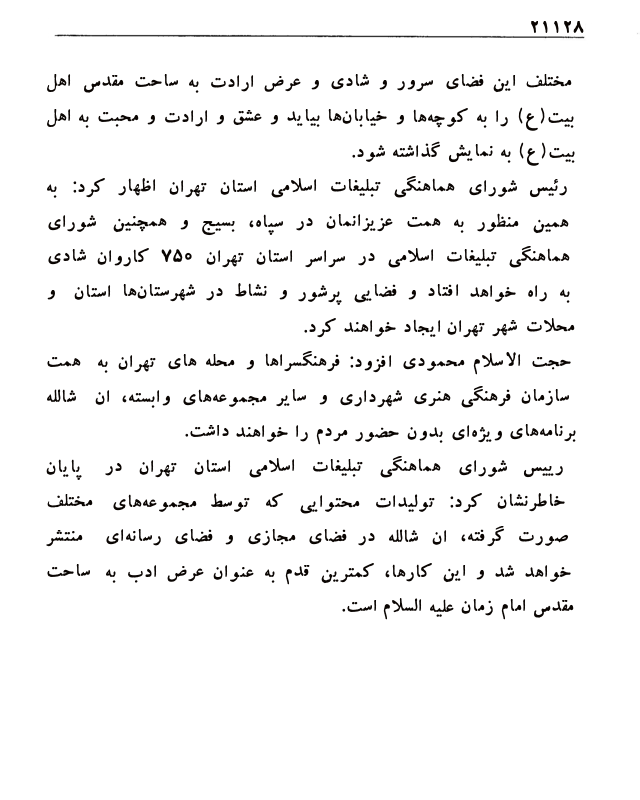 ۲۱۱۲۸
مختلف این فضای سرور و شادی و عرض ارادت به ساحت مقدس اهل
بیت(ع) را به کوچه‌ها و خیابان‌ها بیاید و عشق و ارادت و محبت به اهل
بیت(ع) به نمایش گذاشته شود.
رئیس شورای هماهنگی تبلیغات اسلامی استان تهران اظهار کرد: به
همین منظور به همت عزیزانمان در سپاه، بسیج و همچنین شورای
هماهنگی تبلیغات اسلامی در سراسر استان تهران ۷۵۰ کاروان شادی
به راه خواهد افتاد و فضایی پرشور و نشاط در شهرستان‌ها استان و
محلات شهر تهران ایجاد خواهند کرد.
حجت الاسلام محمودی افزود: فرهنگسراها و محله های تهران به همت
سازمان فرهنگی هنری شهرداری و سایر مجموعه‌های وابسته، ان شالله
برنامه‌های ویژه‌ای بدون حضور مردم را خواهند داشت.
رییس شورای هماهنگی تبلیغات اسلامی استان تهران در پایان
خاطرنشان کرد: تولیدات محتوایی که توسط مجموعه‌های مختلف
صورت گرفته، ان شالله در فضای مجازی و فضای رسانه‌ای منتشر
خواهد شد و این کارها، کمترین قدم به عنوان عرض ادب به ساحت
مقدس امام زمان علیه السلام است.